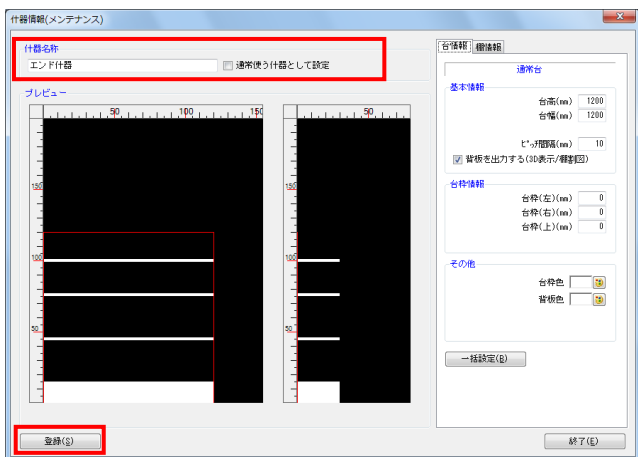 什器情報(メンテナンス)
什器名称
エンド什器
通常使う什器として設定
プレビュー
50 100 150
50
150
100
50
150
100
50
登録(S)
台情報 棚情報
通常台
基本情報
台高(mm) 1200
台幅(mm) 1200
ピッチ間隔(mm) 10
背板を出力する(3D表示/棚割図)
台枠情報
台枠(左)(mm) 0
台枠(右)(mm) 0
台枠(上)(mm) 0
その他
台枠色
背板色
一括設定(B)
終了(E)